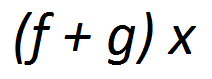 (f + g) x